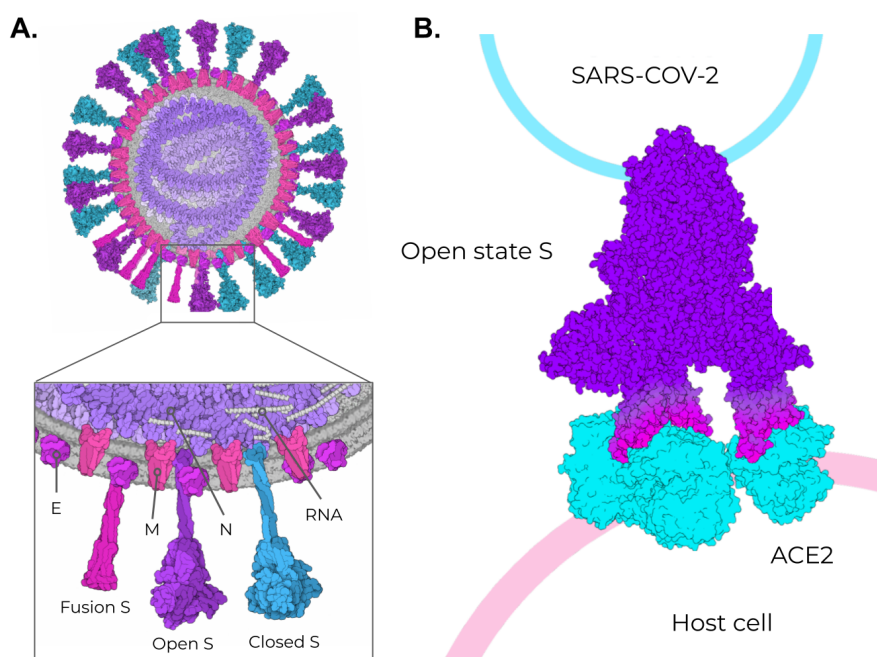 A.
B.
SARS-COV-2
Open state S
E
M
N
RNA
Fusion S
Open S
Closed S
ACE2
Host cell